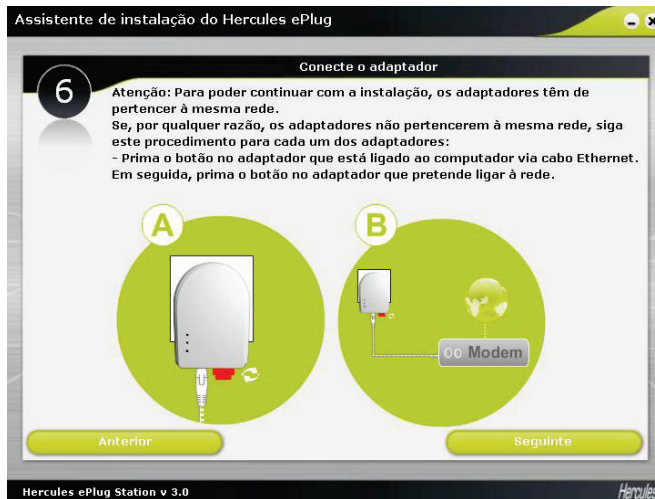 Assistente de instalação do Hercules ePlug
6
Conecte o adaptador
Atenção: Para poder continuar com a instalação, os adaptadores têm de
pertencer à mesma rede.
Se, por qualquer razão, os adaptadores não pertencerem à mesma rede, siga
este procedimento para cada um dos adaptadores:
- Prima o botão no adaptador que está ligado ao computador via cabo Ethernet.
Em seguida, prima o botão no adaptador que pretende ligar à rede.
A
B
00 Modem
Anterior
Seguinte
Hercules ePlug Station v 3.0
Hercules